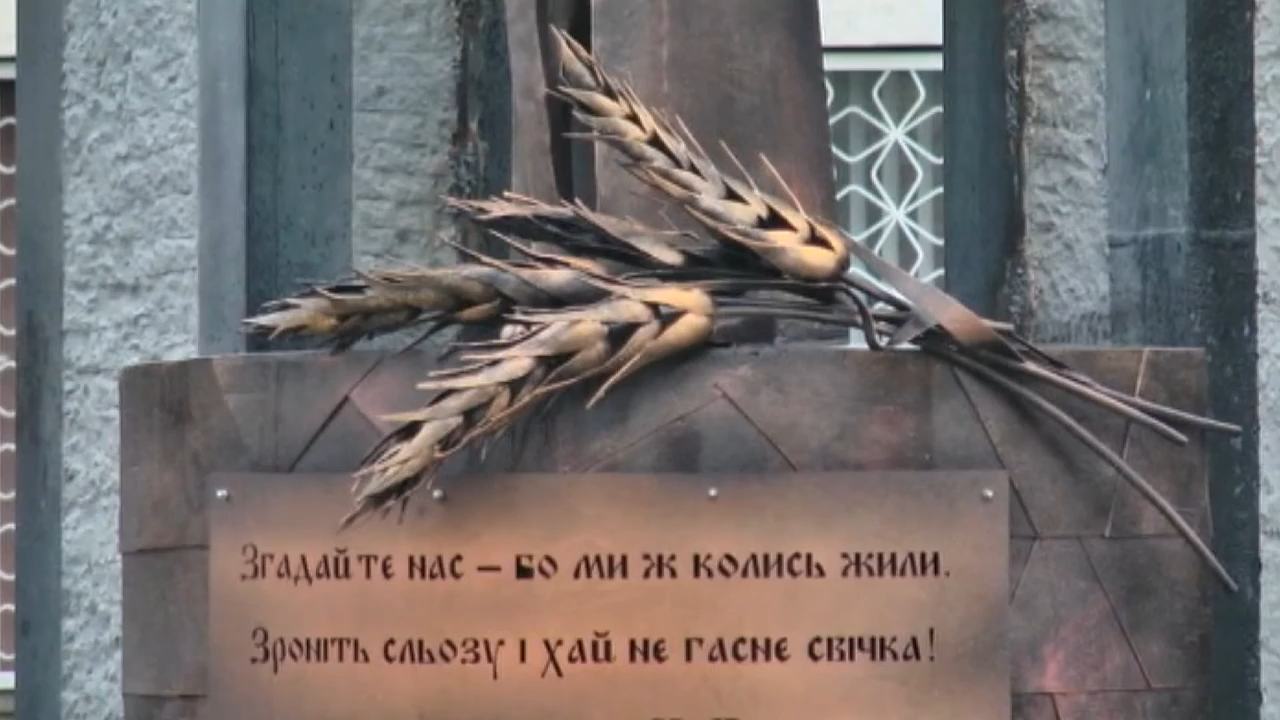 Згадайте нас – бо ми ж колись жили.
Зроніть сльозу і хай не гасне свічка!